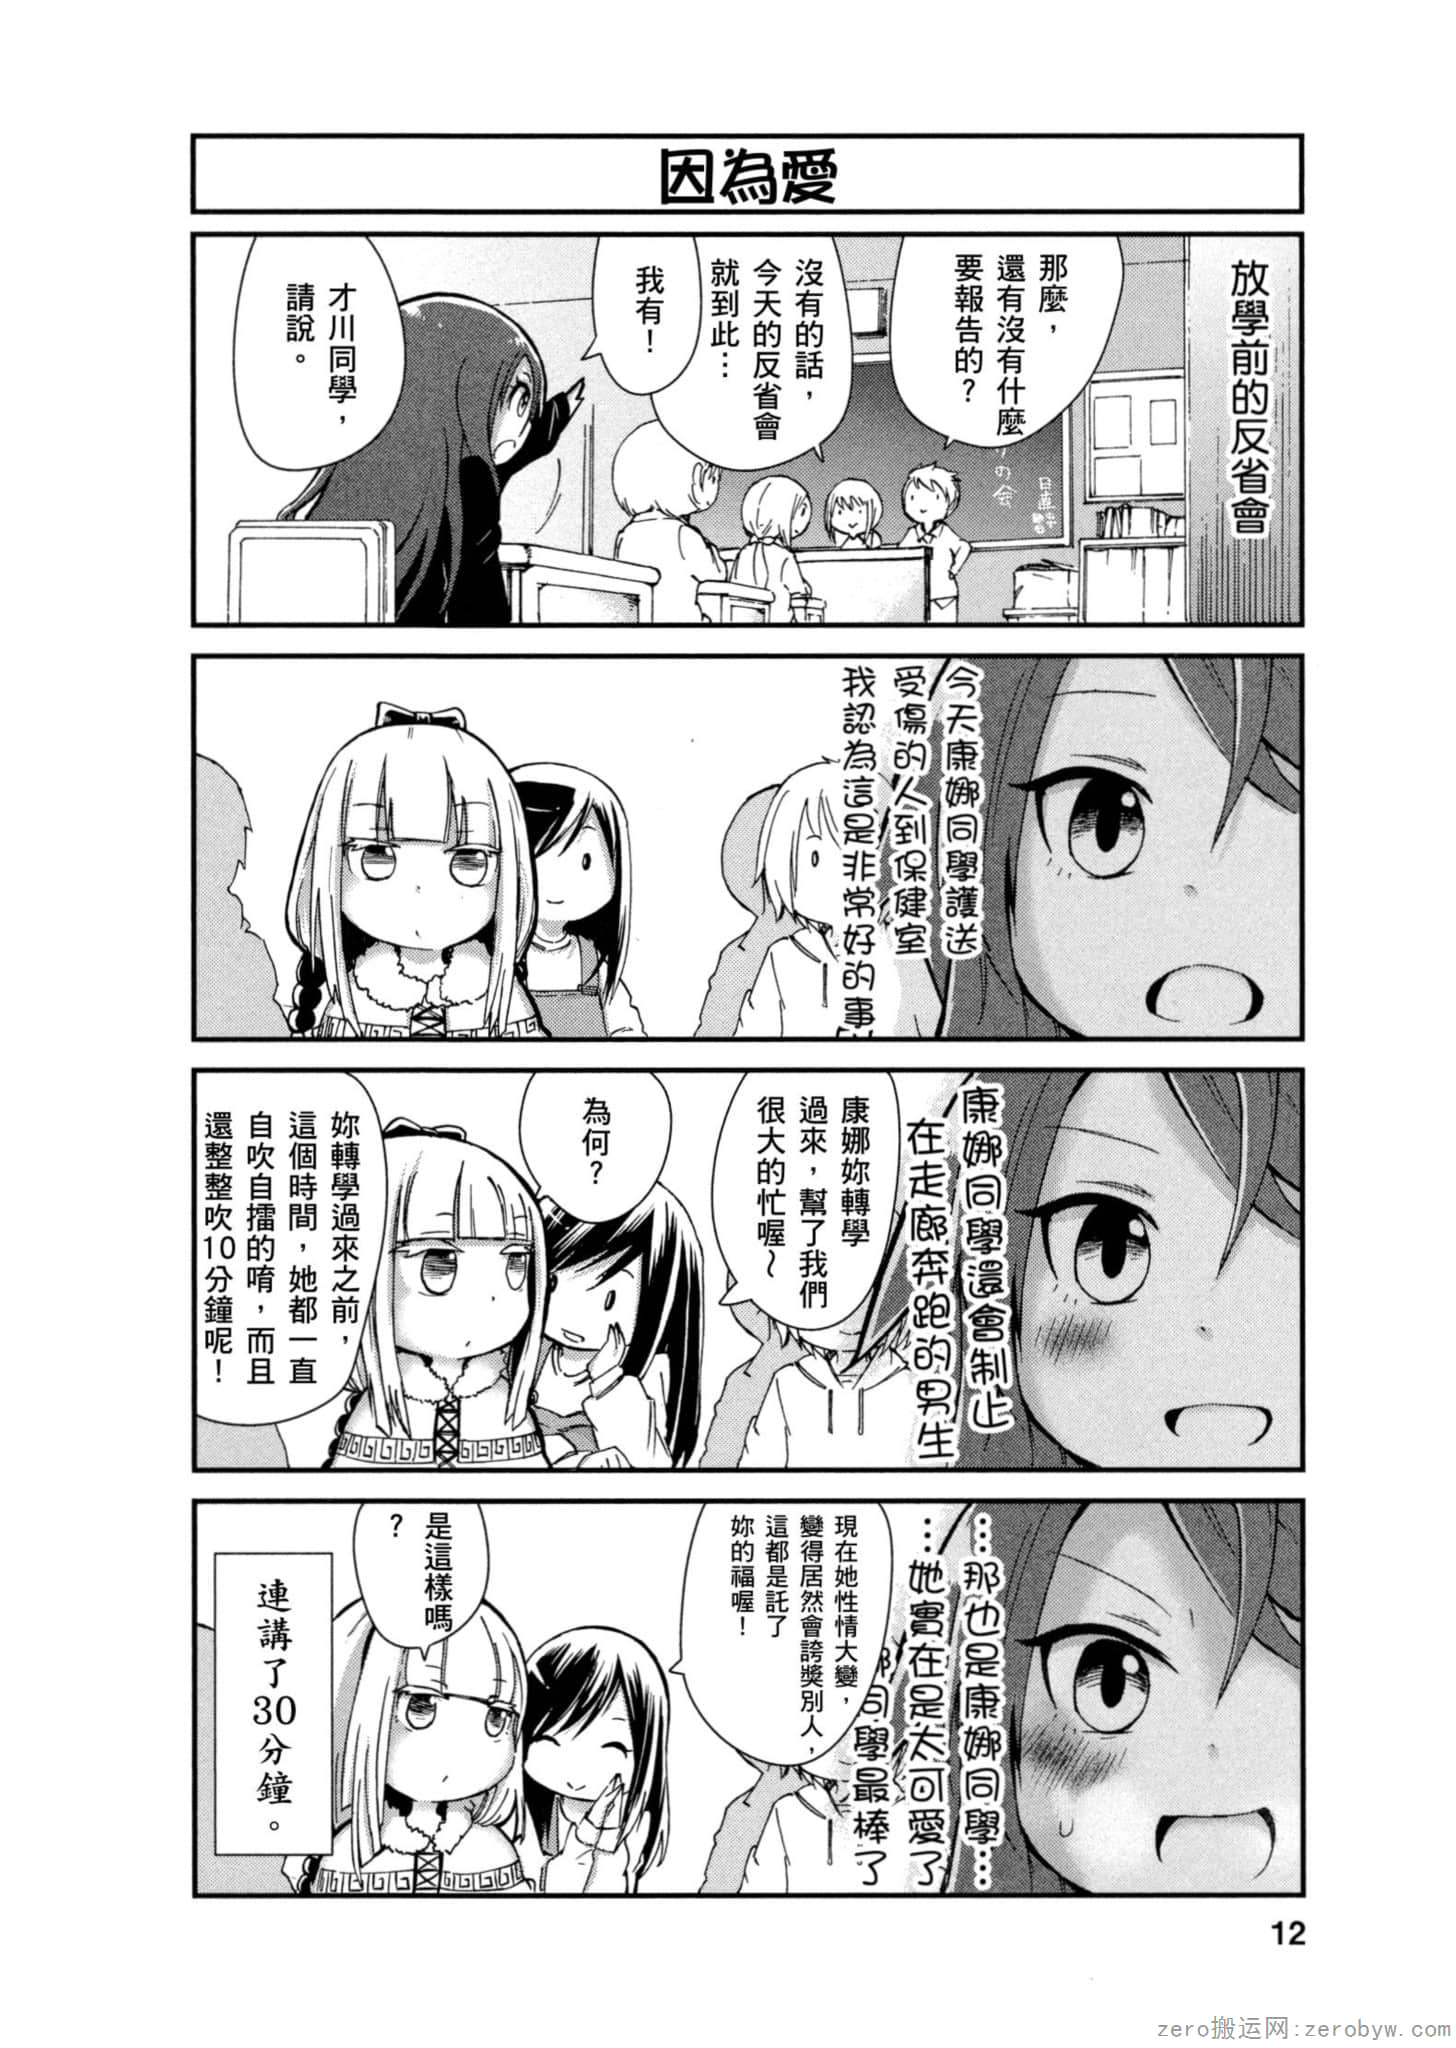 因為愛
放學前的反省會
那麼，
還有沒有什麼
要報告的？
沒有的話，
今天的反省會
就到此…
我有！
才川同學，
請說。
の会
日直
今天康娜同學護送
受傷的人到保健室
我認為這是非常好的事
康娜同學還會制止
在走廊奔跑的男生
康娜妳轉學
過來，幫了我們
很大的忙喔～
為何？
妳轉學過來之前，
這個時間，她都一直
自吹自擂的唷，而且
還整整吹10分鐘呢！
…那也是康娜同學…
…她實在是太可愛了
同學最棒了
現在她性情大變，
變得居然會誇獎別人，
這都是託了
妳的福喔！
是這樣嗎
？
連講了30分鐘。
12
zero搬运网:zerobyw.com